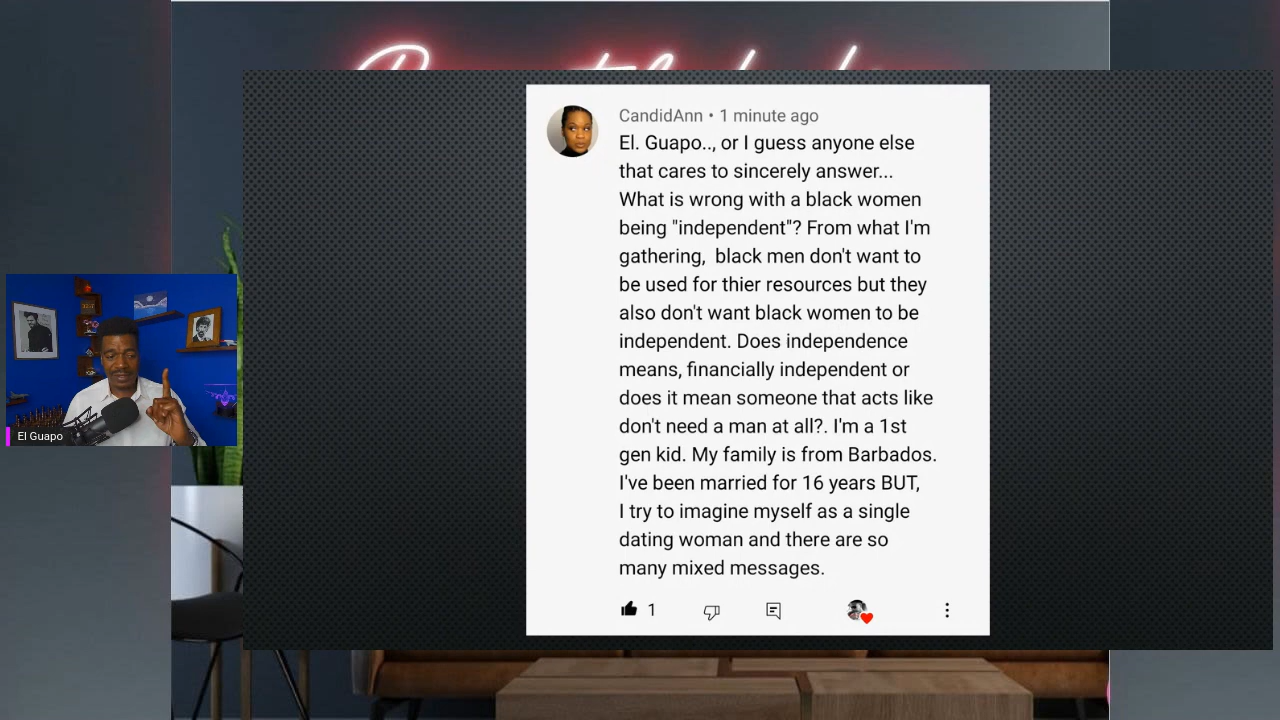 CandidAnn • 1 minute ago
El. Guapo.., or I guess anyone else
that cares to sincerely answer...
What is wrong with a black women
being "independent"? From what I'm
gathering,  black men don't want to
be used for thier resources but they
also don't want black women to be
independent. Does independence
means, financially independent or
does it mean someone that acts like
don't need a man at all?. I'm a 1st
gen kid. My family is from Barbados.
I've been married for 16 years BUT,
I try to imagine myself as a single
dating woman and there are so
many mixed messages.
1
El Guapo